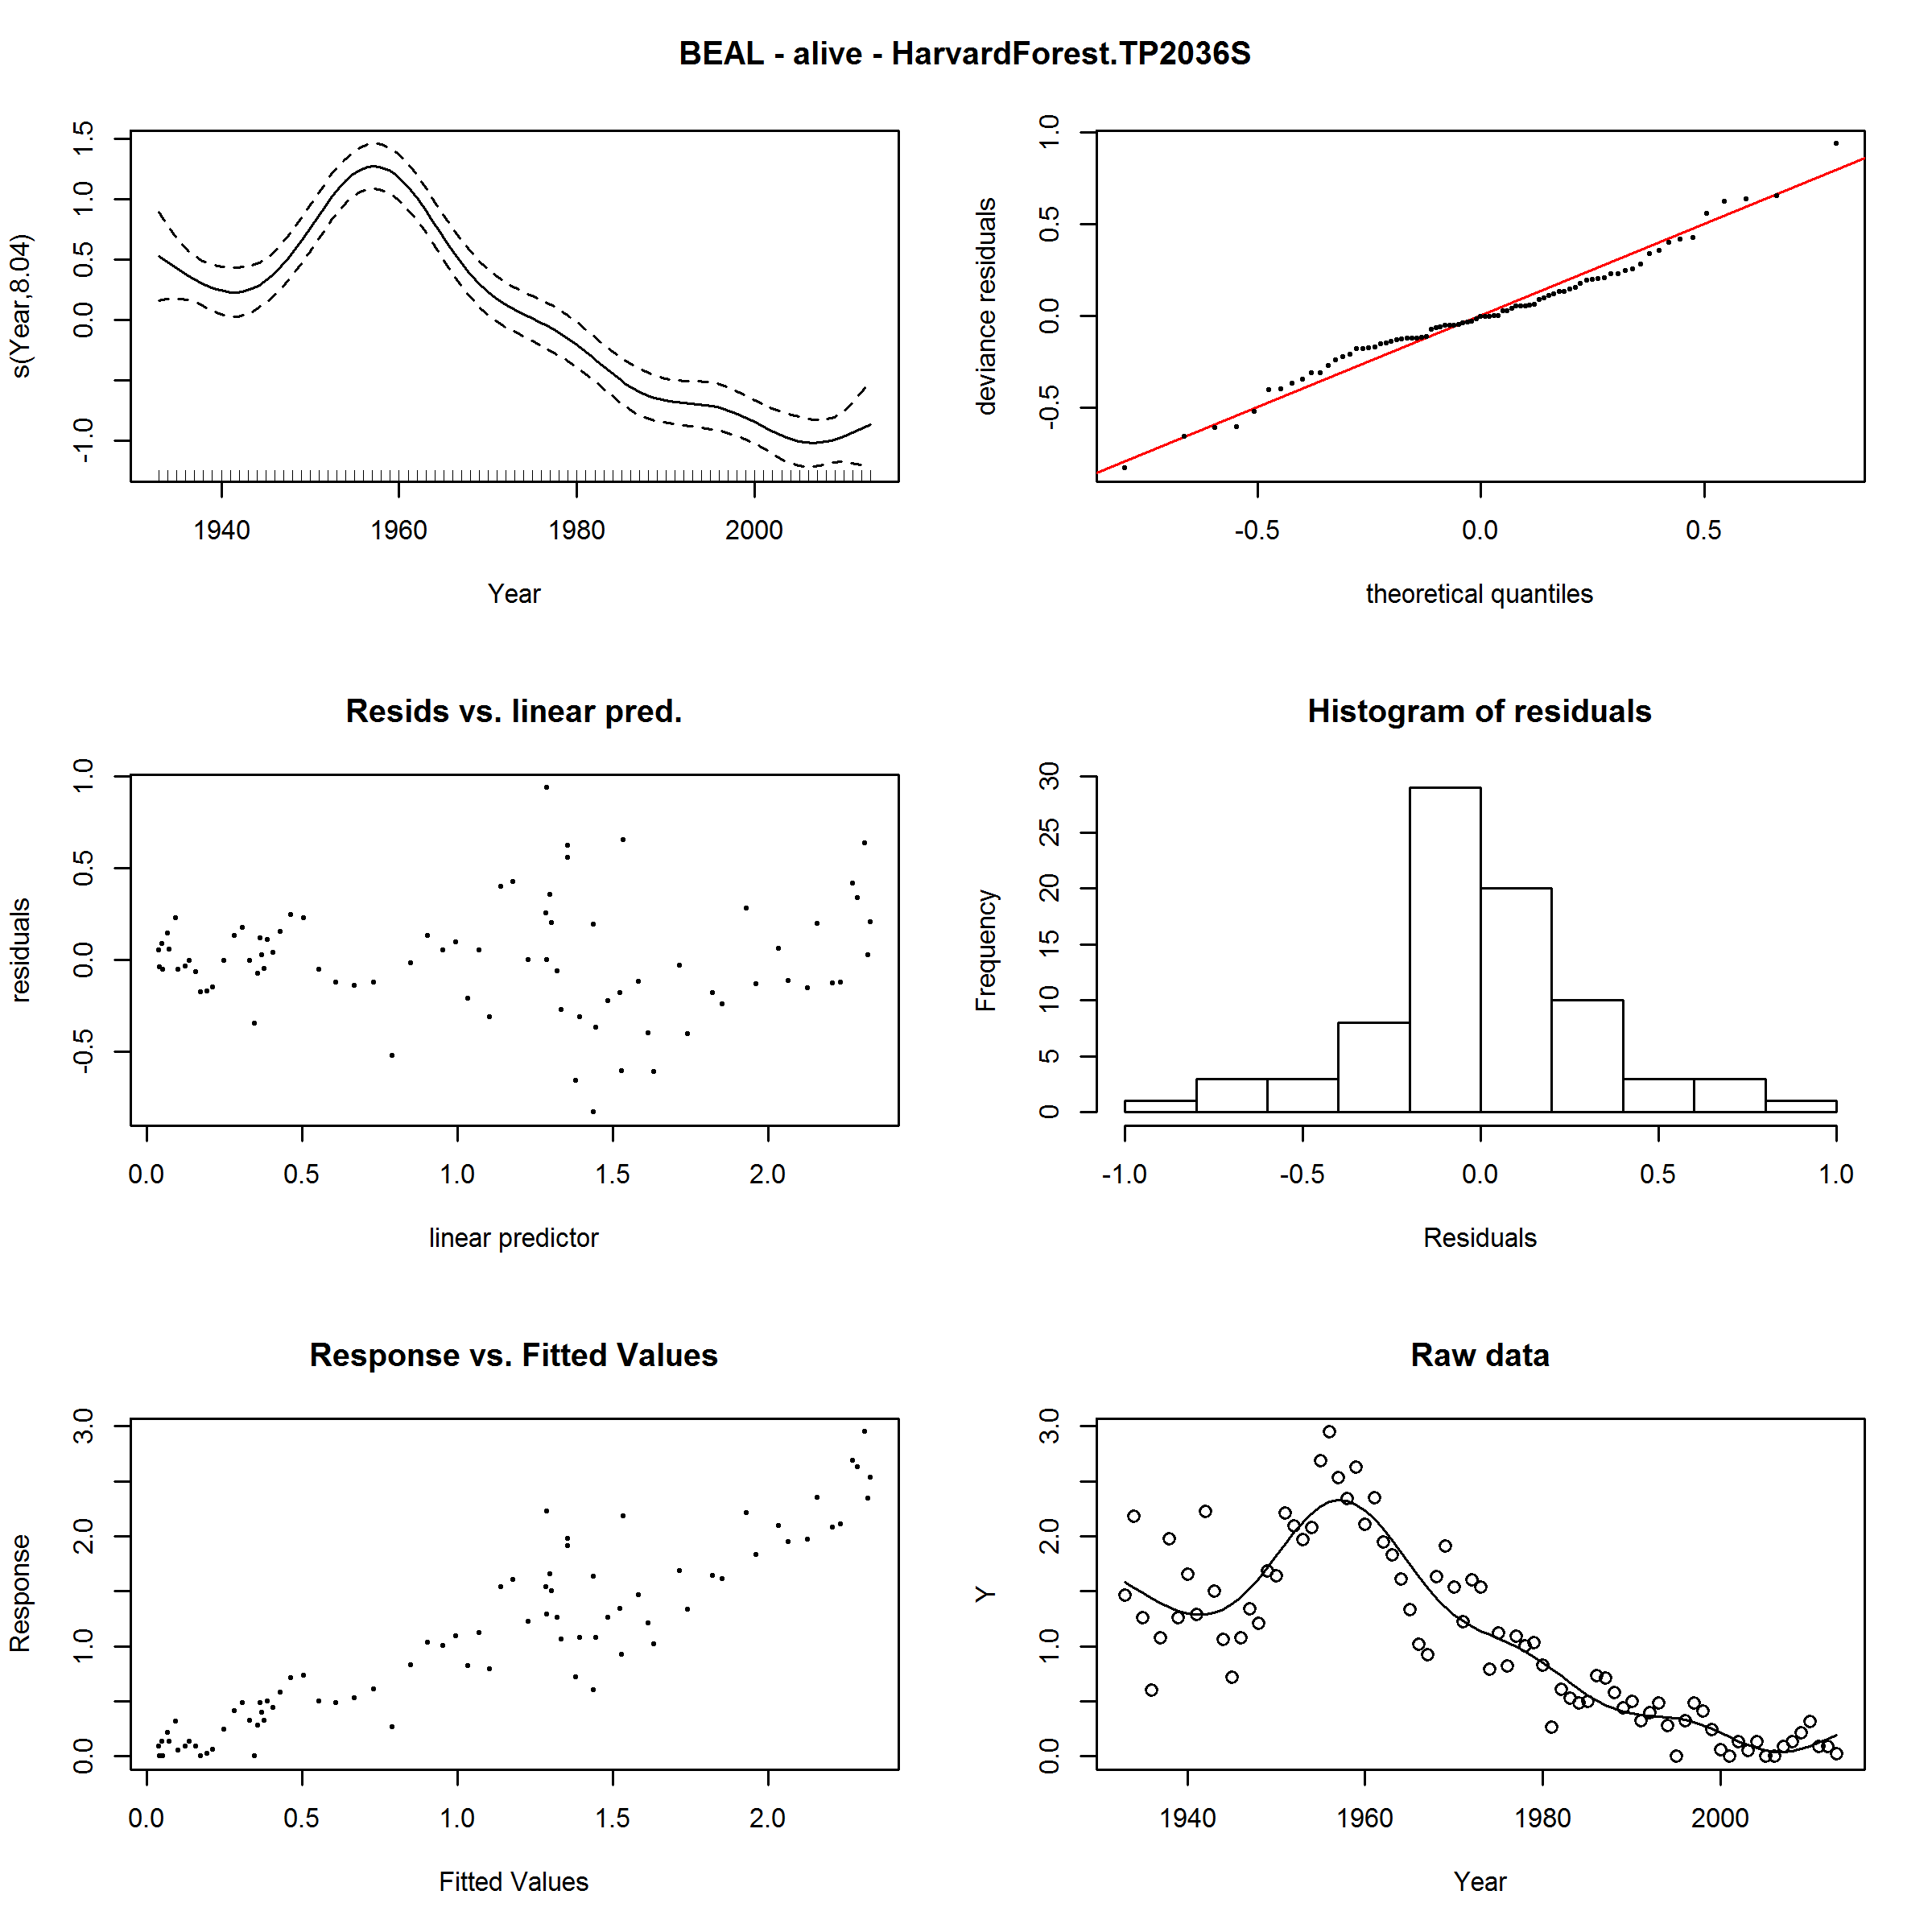 BEAL - alive - HarvardForest.TP2036S
s(Year,8.04)
-1.0 0.0 0.5 1.0 1.5
1940 1960 1980 2000
Year
deviance residuals
-0.5 0.0 0.5 1.0
-0.5 0.0 0.5
theoretical quantiles
Resids vs. linear pred.
residuals
-0.5 0.0 0.5 1.0
0.0 0.5 1.0 1.5 2.0
linear predictor
Histogram of residuals
Frequency
0 5 10 15 20 25 30
-1.0 -0.5 0.0 0.5 1.0
Residuals
Response vs. Fitted Values
Response
0.0 1.0 2.0 3.0
0.0 0.5 1.0 1.5 2.0
Fitted Values
Raw data
Y
0.0 1.0 2.0 3.0
1940 1960 1980 2000
Year